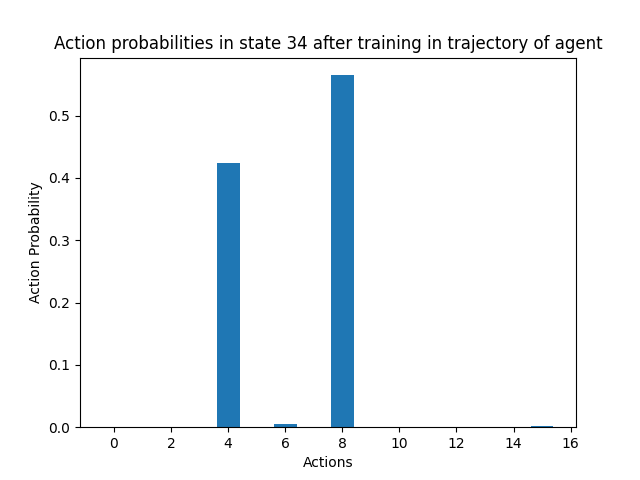 Action probabilities in state 34 after training in trajectory of agent
Action Probability
0.5
0.4
0.3
0.2
0.1
0.0
0 2 4 6 8 10 12 14 16
Actions